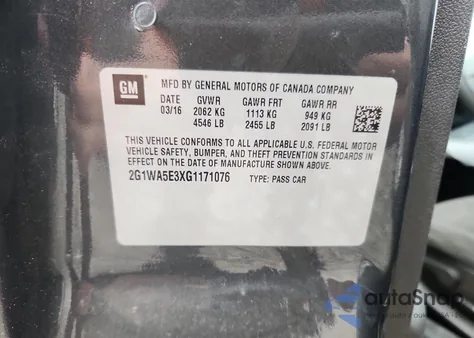 GM MFD BY GENERAL MOTORS OF CANADA COMPANY
DATE GVWR GAWR FRT GAWR RR
03/16 2062 KG 1113 KG 949 KG
4546 LB 2455 LB 2091 LB
THIS VEHICLE CONFORMS TO ALL APPLICABLE U.S. FEDERAL MOTOR
VEHICLE SAFETY, BUMPER, AND THEFT PREVENTION STANDARDS IN
EFFECT ON THE DATE OF MANUFACTURE SHOWN ABOVE.
2G1WA5E3XG1171076 TYPE: PASS CAR
autoSnap